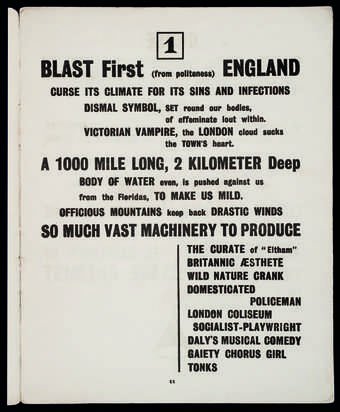 1
BLAST First (from politeness) ENGLAND
CURSE ITS CLIMATE FOR ITS SINS AND INFECTIONS
DISMAL SYMBOL, SET round our bodies,
of effeminate lout within.
VICTORIAN VAMPIRE, the LONDON cloud sucks
the TOWN'S heart.
A 1000 MILE LONG, 2 KILOMETER Deep
BODY OF WATER even, is pushed against us
from the Floridas, TO MAKE US MILD.
OFFICIOUS MOUNTAINS keep back DRASTIC WINDS
SO MUCH VAST MACHINERY TO PRODUCE
THE CURATE of "Eltham"
BRITANNIC ÆSTHETE
WILD NATURE CRANK
DOMESTICATED
POLICEMAN
LONDON COLISEUM
SOCIALIST-PLAYWRIGHT
DALY'S MUSICAL COMEDY
GAIETY CHORUS GIRL
TONKS
11